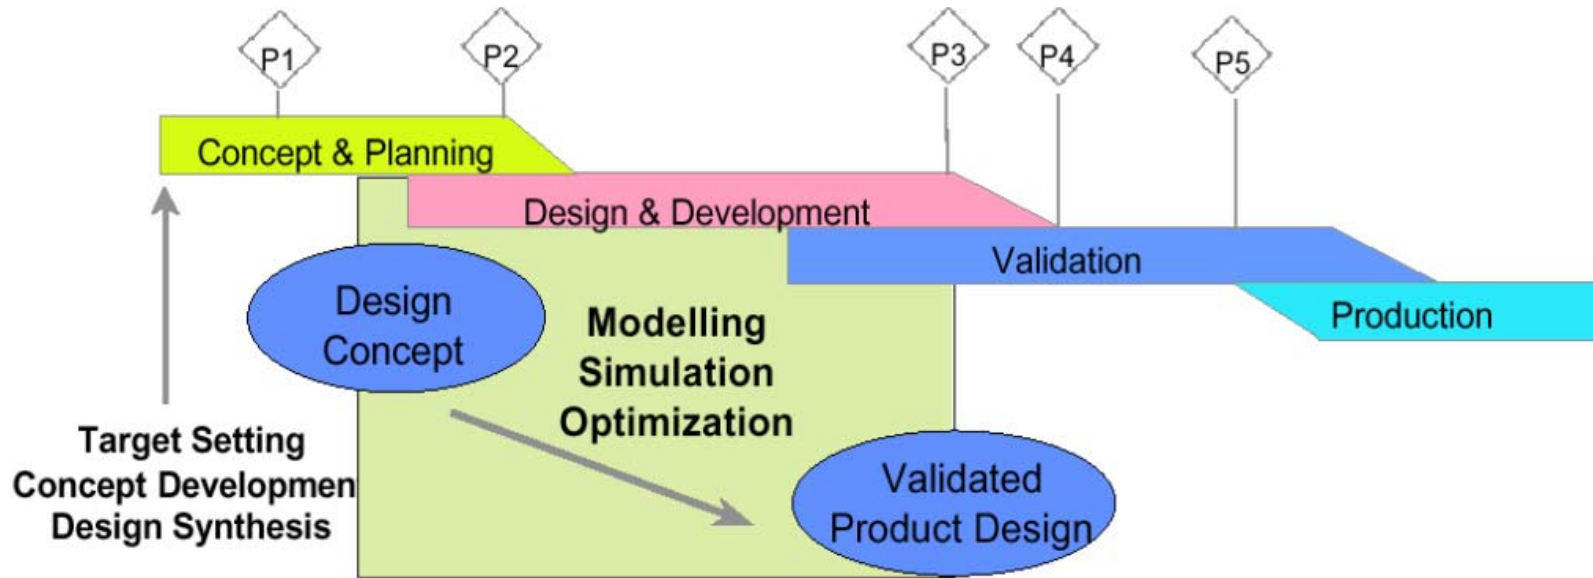 P1
P2
P3
P4
P5
Concept & Planning
Design & Development
Validation
Production
Design
Concept
Modelling
Simulation
Optimization
Target Setting
Concept Developmen
Design Synthesis
Validated
Product Design